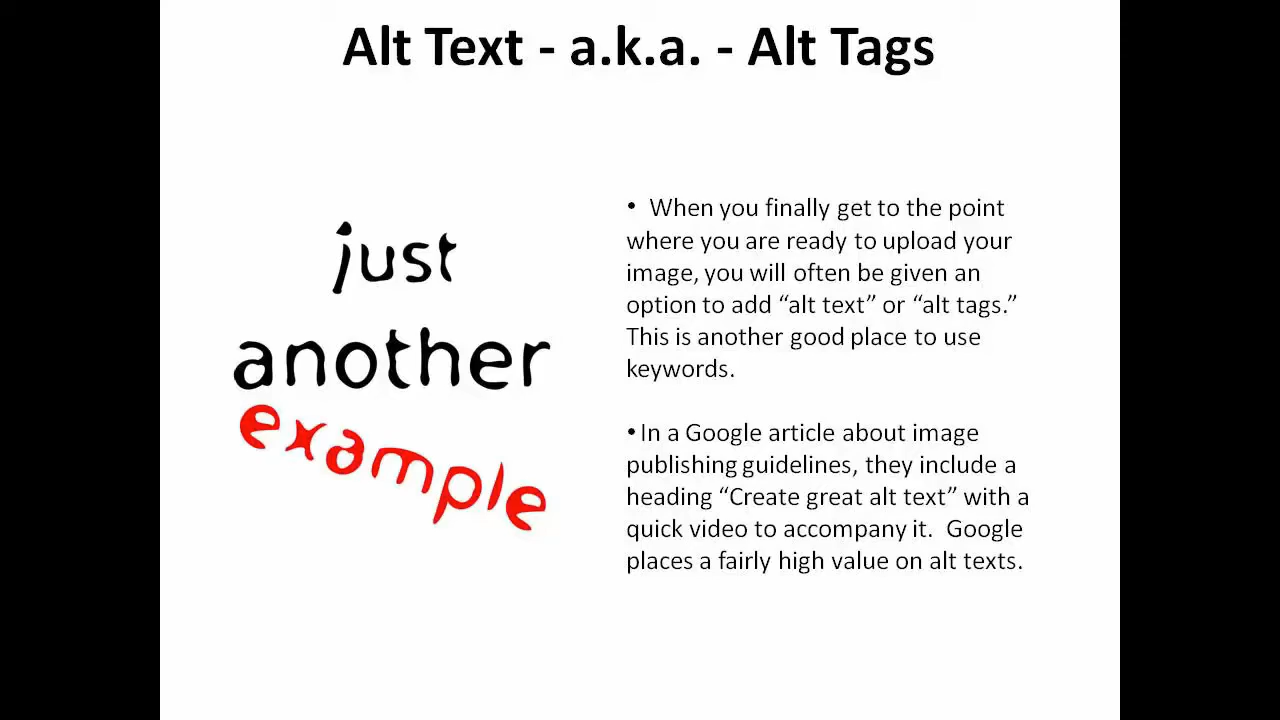 Alt Text - a.k.a. - Alt Tags
just
another
example
• When you finally get to the point
where you are ready to upload your
image, you will often be given an
option to add “alt text” or “alt tags.”
This is another good place to use
keywords.
•In a Google article about image
publishing guidelines, they include a
heading “Create great alt text” with a
quick video to accompany it.  Google
places a fairly high value on alt texts.